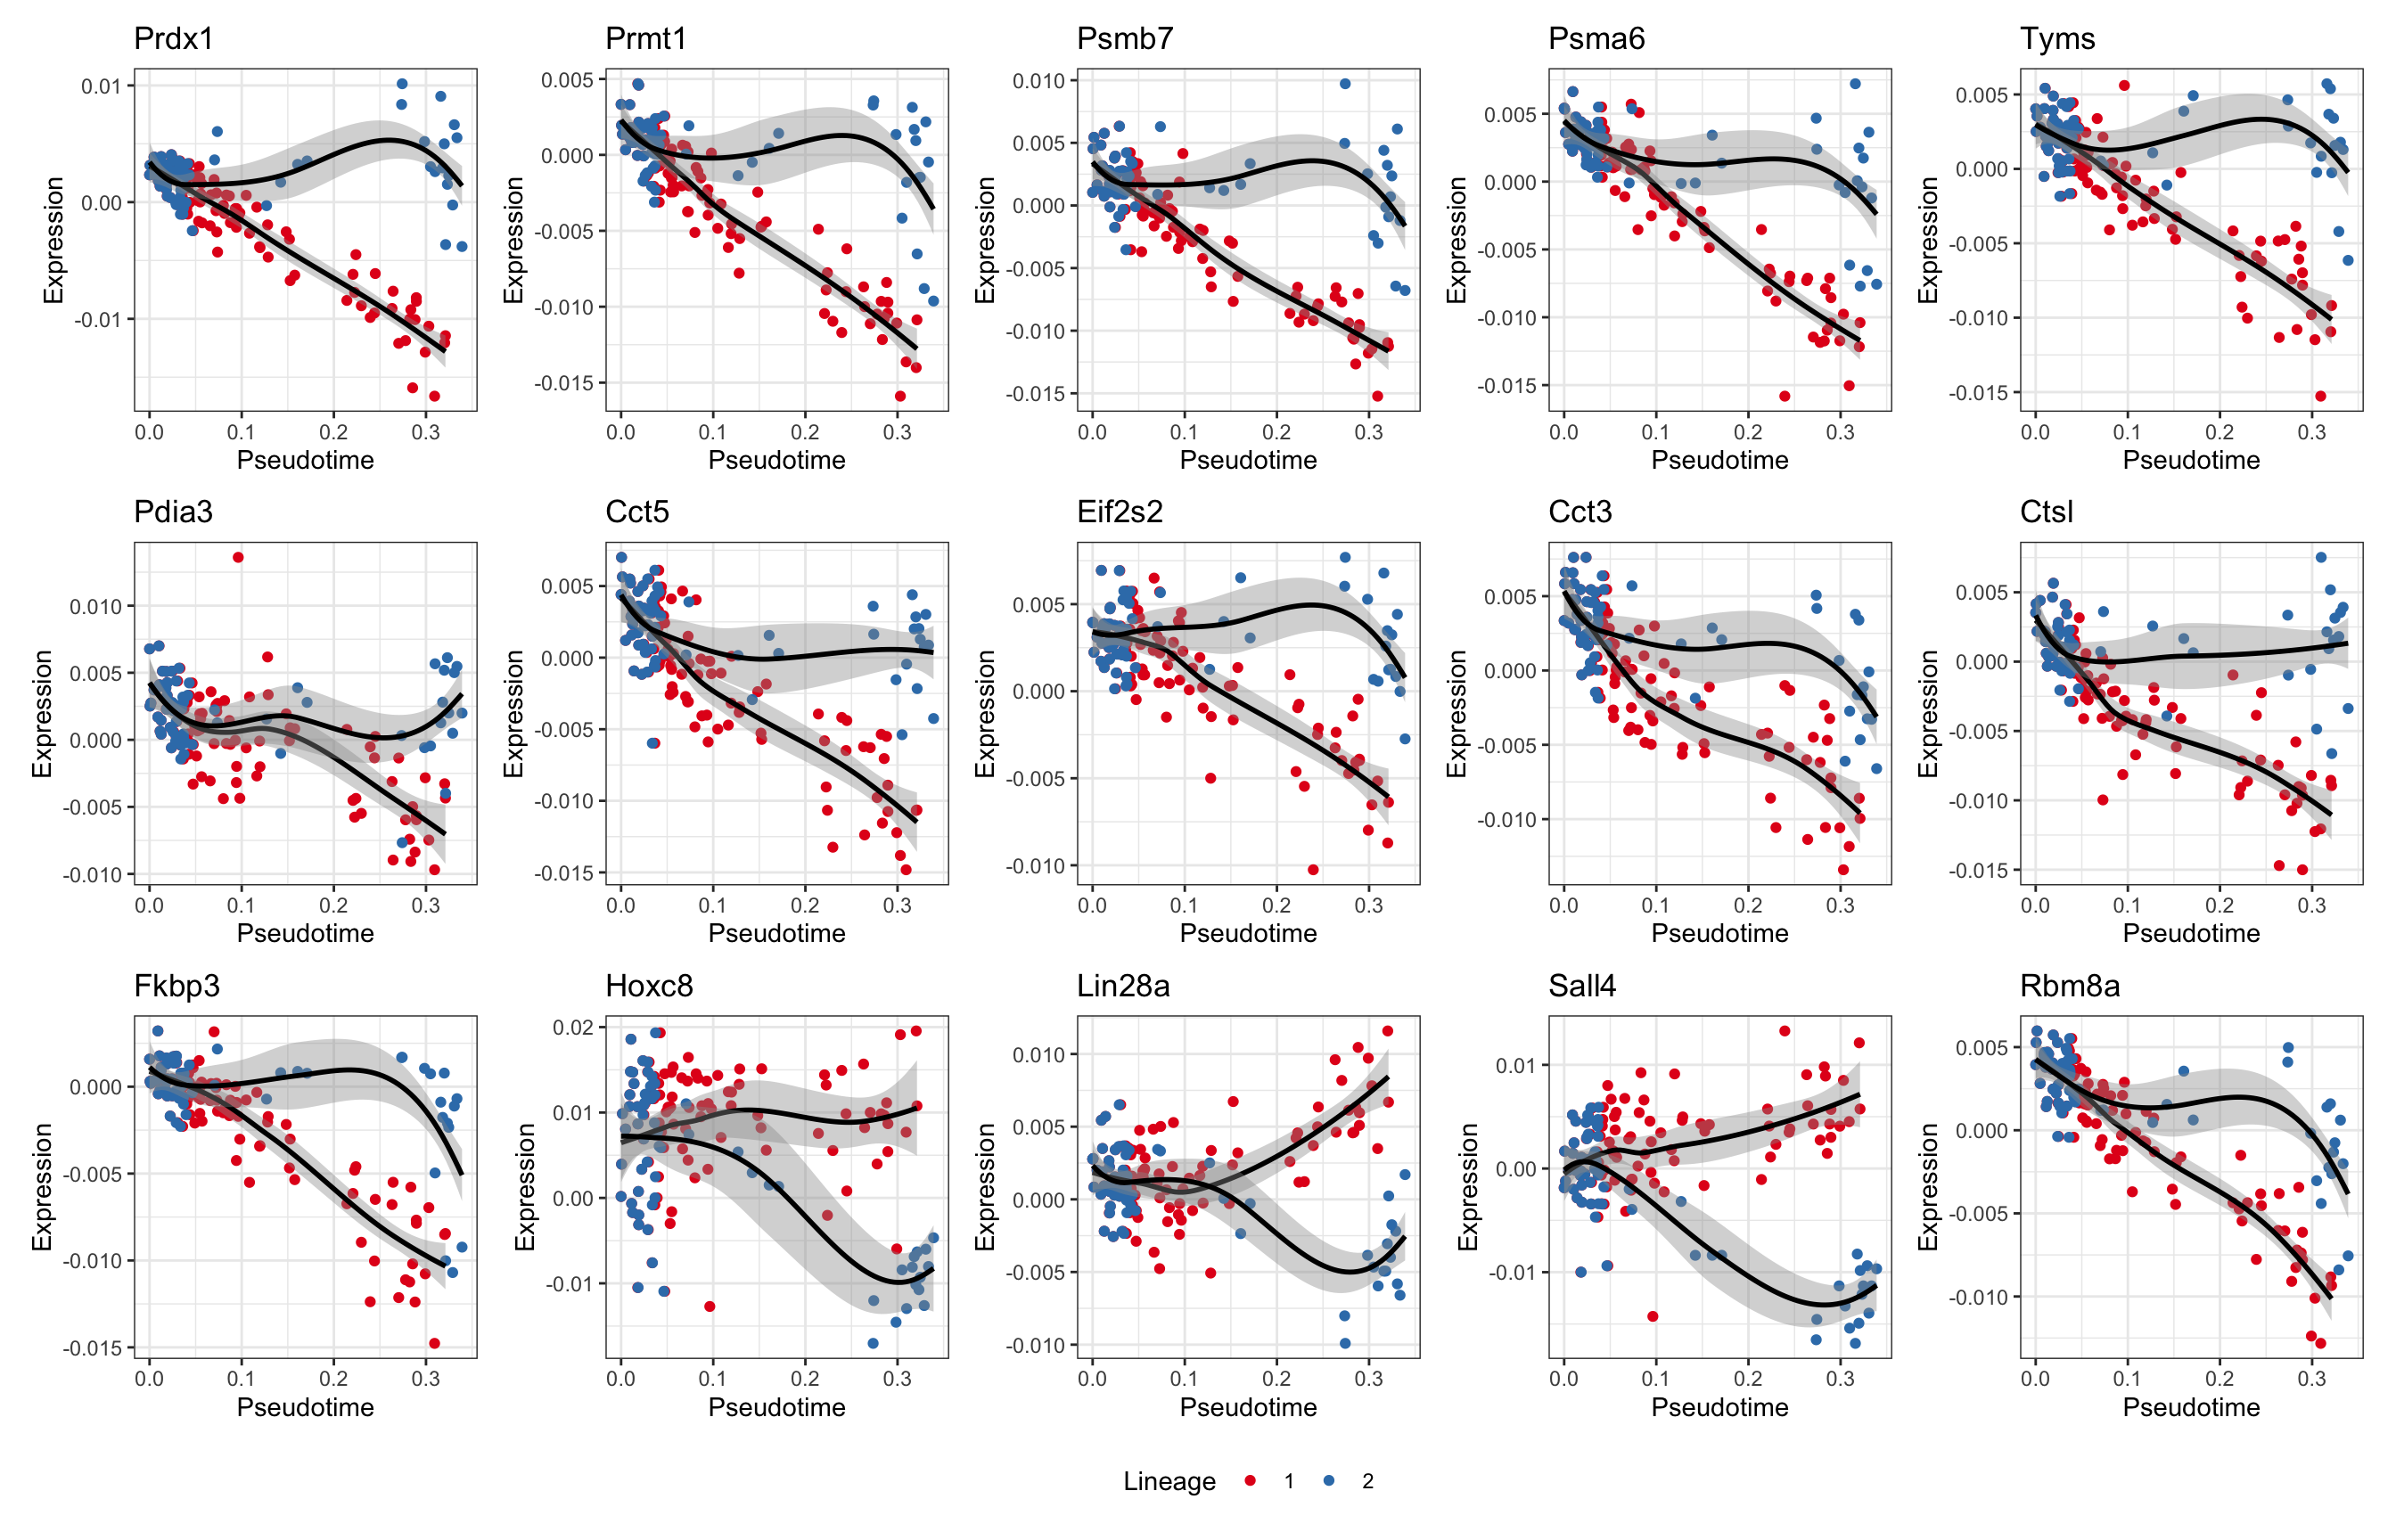 Prdx1 Prmt1 Psmb7 Psma6 Tyms
Expression Expression Expression Expression Expression
0.01 0.00 -0.01
0.005 0.000 -0.005 -0.010 -0.015
0.010 0.005 0.000 -0.005 -0.010 -0.015
0.005 0.000 -0.005 -0.010 -0.015
0.005 0.000 -0.005 -0.010 -0.015
0.0 0.1 0.2 0.3 0.0 0.1 0.2 0.3 0.0 0.1 0.2 0.3 0.0 0.1 0.2 0.3 0.0 0.1 0.2 0.3
Pseudotime Pseudotime Pseudotime Pseudotime Pseudotime
Pdia3 Cct5 Eif2s2 Cct3 Ctsl
Expression Expression Expression Expression Expression
0.010 0.005 0.000 -0.005 -0.010
0.005 0.000 -0.005 -0.010 -0.015
0.005 0.000 -0.005 -0.010
0.005 0.000 -0.005 -0.010
0.005 0.000 -0.005 -0.010 -0.015
0.0 0.1 0.2 0.3 0.0 0.1 0.2 0.3 0.0 0.1 0.2 0.3 0.0 0.1 0.2 0.3 0.0 0.1 0.2 0.3
Pseudotime Pseudotime Pseudotime Pseudotime Pseudotime
Fkbp3 Hoxc8 Lin28a Sall4 Rbm8a
Expression Expression Expression Expression Expression
0.000 -0.005 -0.010 -0.015
0.02 0.010 0.00 -0.01
0.010 0.005 0.000 -0.005 -0.010
0.01 0.00 -0.01
0.005 0.000 -0.005 -0.010
0.0 0.1 0.2 0.3 0.0 0.1 0.2 0.3 0.0 0.1 0.2 0.3 0.0 0.1 0.2 0.3 0.0 0.1 0.2 0.3
Pseudotime Pseudotime Pseudotime Pseudotime Pseudotime
Lineage 1 2